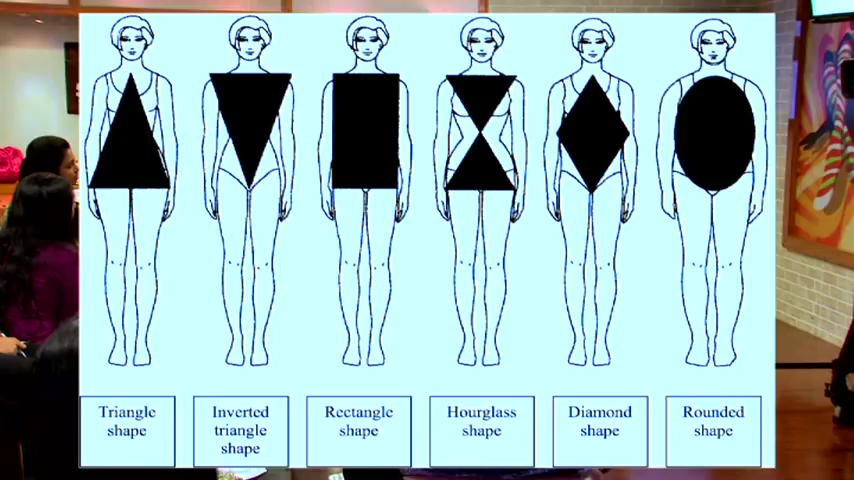 Triangle
shape
Inverted
triangle
shape
Rectangle
shape
Hourglass
shape
Diamond
shape
Rounded
shape